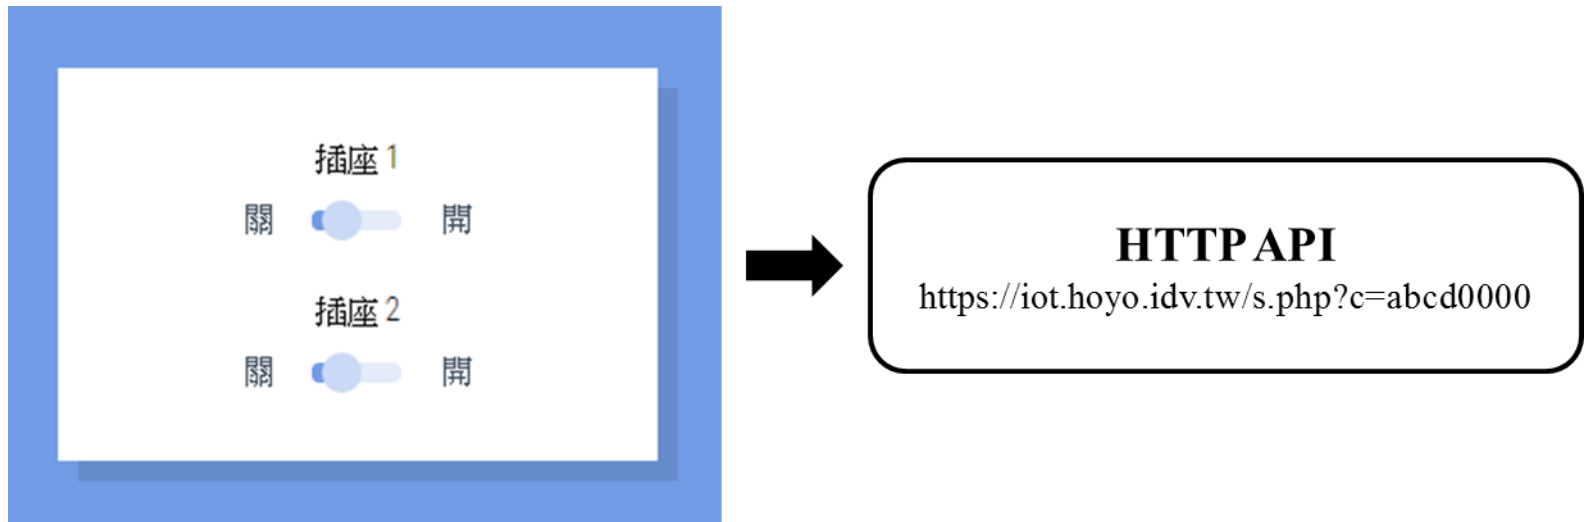 插座 1
關 開
插座 2
關 開
HTTP API
https://iot.hoyo.idv.tw/s.php?c=abcd0000